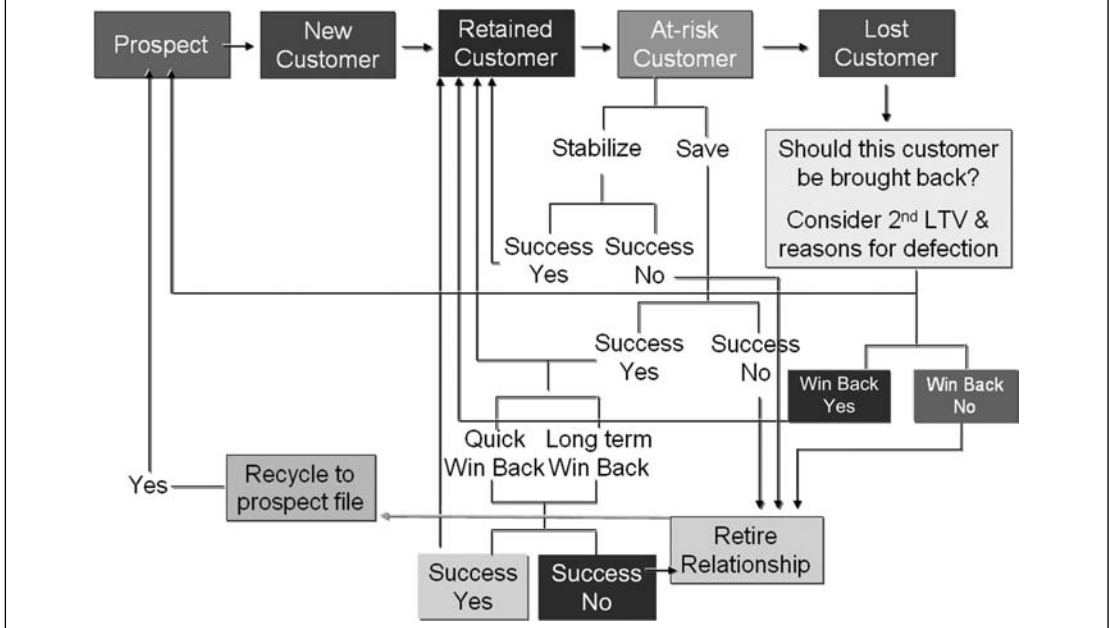 Prospect
New
Customer
Retained
Customer
At-risk
Customer
Lost
Customer
Stabilize
Save
Should this customer
be brought back?
Consider 2nd LTV &
reasons for defection
Success
Yes
Success
No
Success
Yes
Success
No
Win Back
Yes
Win Back
No
Quick
Win Back
Long term
Win Back
Yes
Recycle to
prospect file
Retire
Relationship
Success
Yes
Success
No